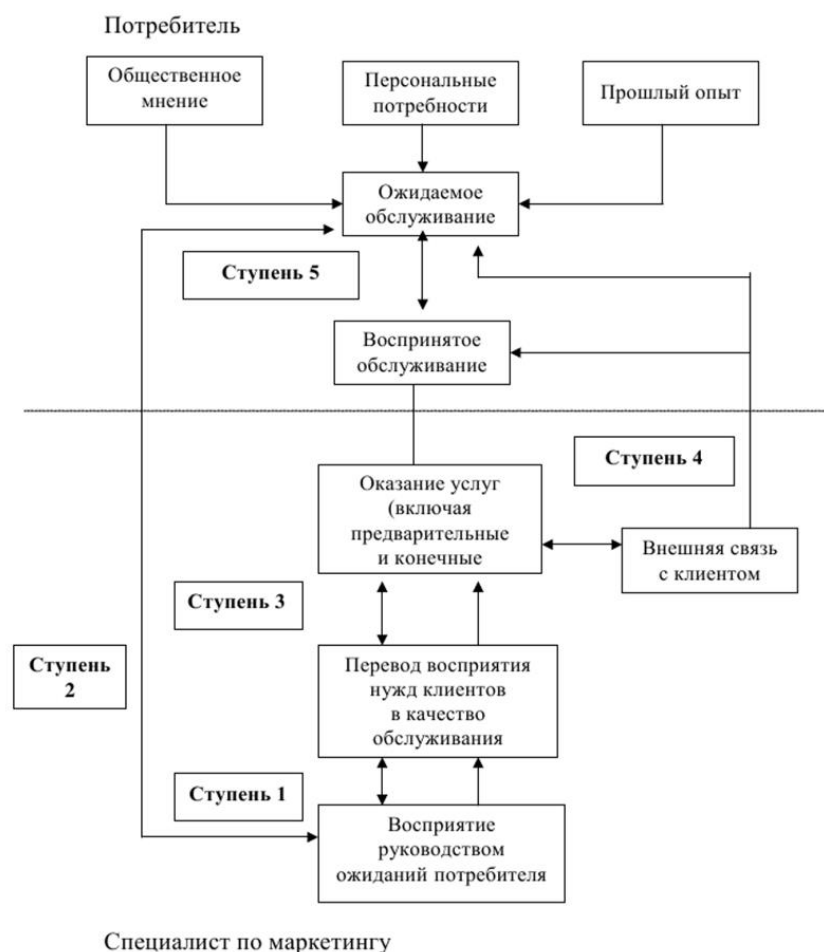 Потребитель
Общественное
мнение
Персональные
потребности
Прошлый опыт
Ожидаемое
обслуживание
Ступень 5
Воспринятое
обслуживание
Ступень 4
Оказание услуг
(включая
предварительные
и конечные
Внешняя связь
с клиентом
Ступень 3
Ступень
2
Перевод восприятия
нужд клиентов
в качество
обслуживания
Ступень 1
Восприятие
руководством
ожиданий потребителя
Специалист по маркетингу